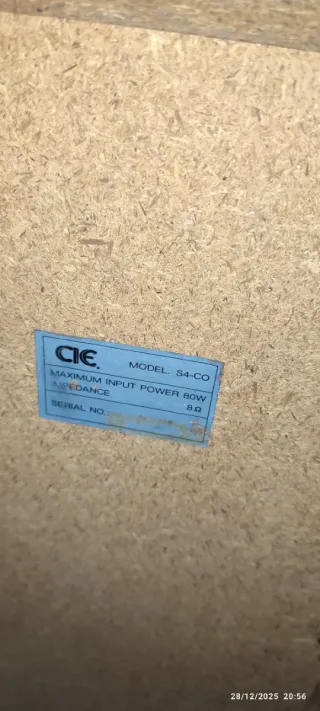 CIE.
MODEL. S4-CO
MAXIMUM INPUT POWER 80W
IMPEDANCE 8Ω
SERIAL NO.
28/12/2025 20:56